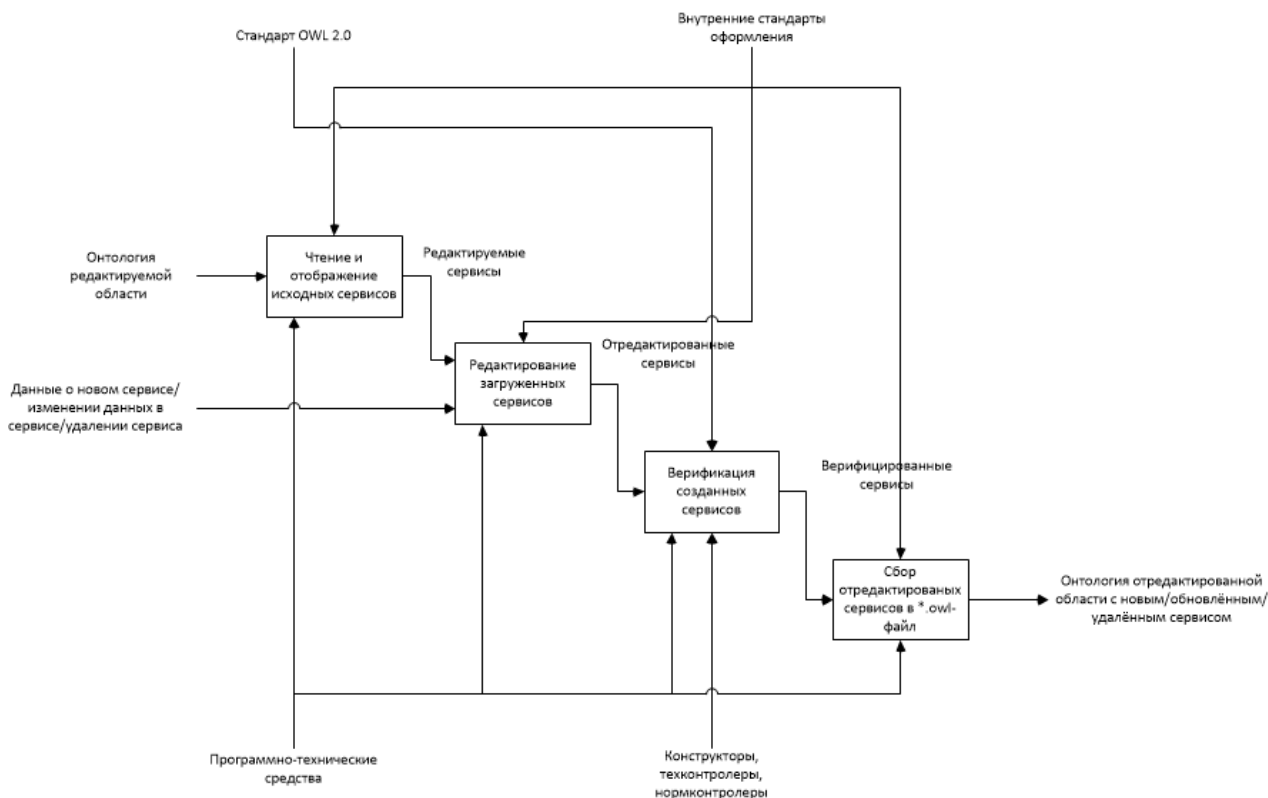 Стандарт OWL 2.0
Внутренние стандарты
оформления
Онтология
редактируемой
области
Чтение и
отображение
исходных сервисов
Редактируемые
сервисы
Данные о новом сервисе/
изменении данных в
сервисе/удалении сервиса
Редактирование
загруженных
сервисов
Отредактированные
сервисы
Верификация
созданных
сервисов
Верифицированные
сервисы
Сбор
отредактированых
сервисов в *.owl-
файл
Онтология отредактированной
области с новым/обновлённым/
удалённым сервисом
Программно-технические
средства
Конструкторы,
техконтролеры,
нормконтролеры